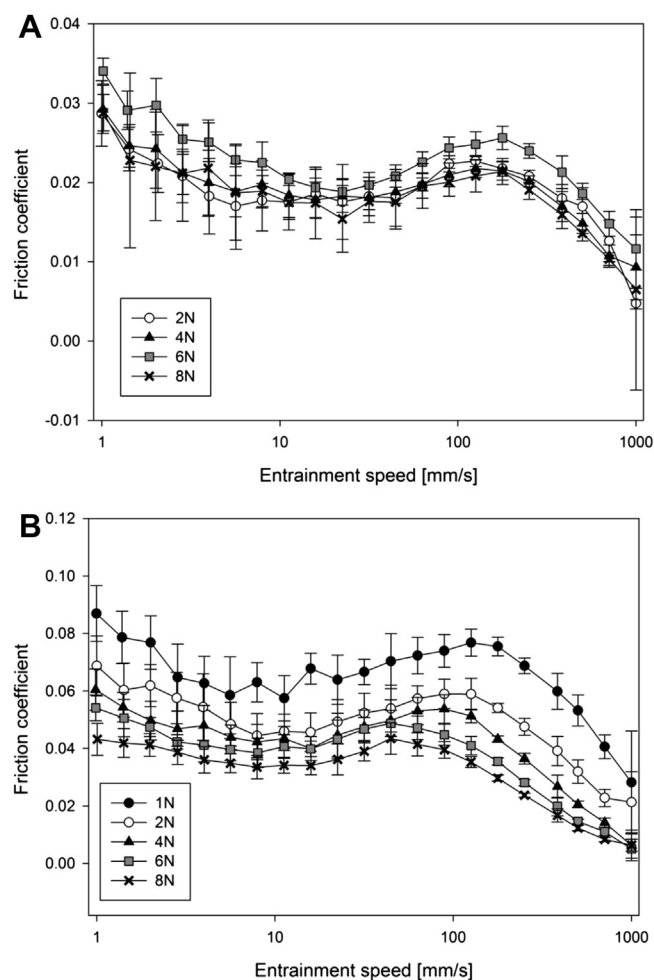 A
0.04
0.03
0.02
0.01
0.00
-0.01
Friction coefficient
2N
4N
6N
8N
1 10 100 1000
Entrainment speed [mm/s]
B
0.12
0.10
0.08
0.06
0.04
0.02
0.00
Friction coefficient
1N
2N
4N
6N
8N
1 10 100 1000
Entrainment speed [mm/s]